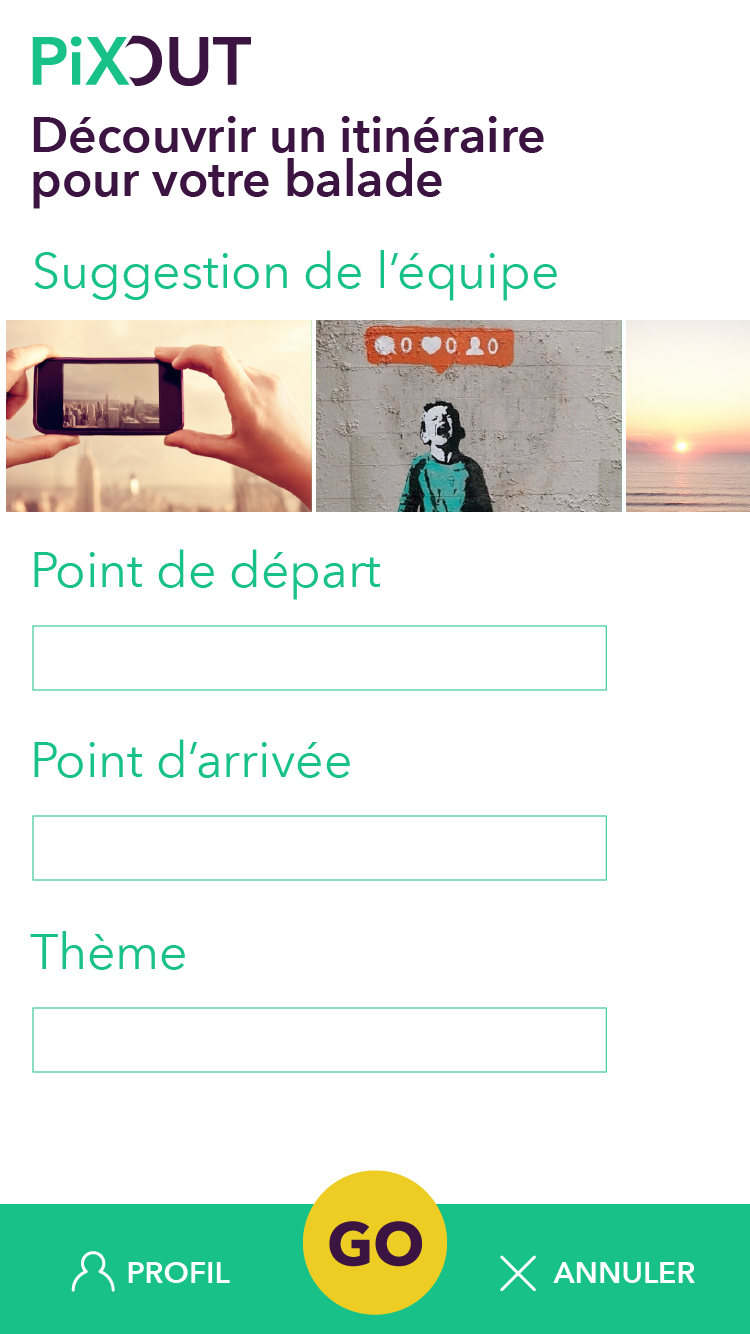 PiXOUT
Découvrir un itinéraire
pour votre balade
Suggestion de l’équipe
0 0 0
Point de départ
Point d’arrivée
Thème
PROFIL
GO
ANNULER